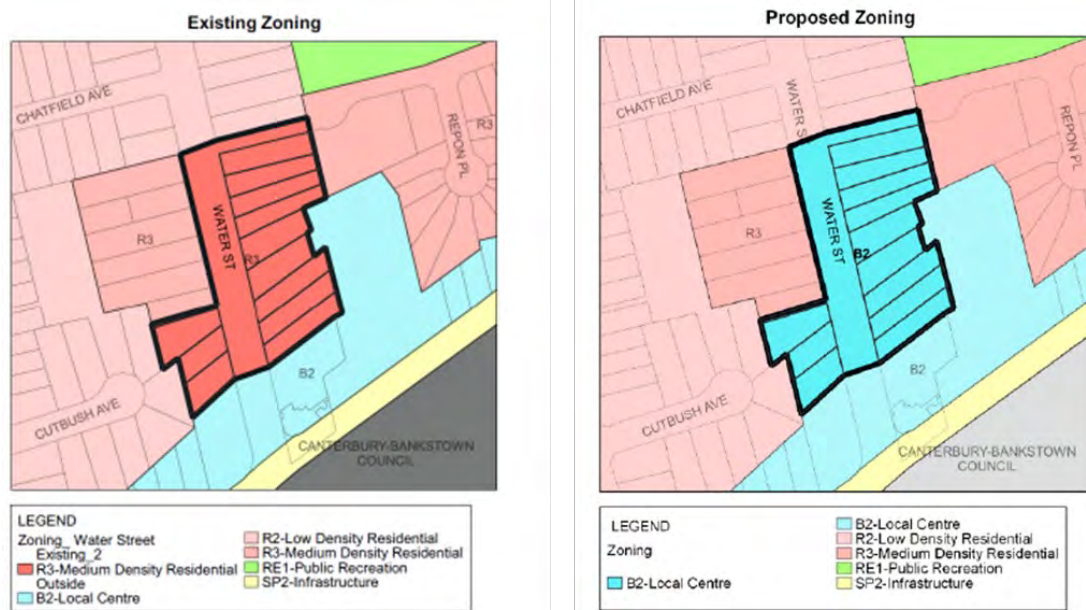 Existing Zoning
CHATFIELD AVE
REPON PL
R3
R3
WATER ST
R3
B2
CUTBUSH AVE
CANTERBURY-BANKSTOWN
COUNCIL
LEGEND
Zoning_ Water Street
Existing_2
R3-Medium Density Residential
Outside
B2-Local Centre
R2-Low Density Residential
R3-Medium Density Residential
RE1-Public Recreation
SP2-Infrastructure
Proposed Zoning
CHATFIELD AVE
WATER ST
REPON PL
R3
R3
WATER ST
B2
B2
CUTBUSH AVE
CANTERBURY-BANKSTOWN
COUNCIL
LEGEND
Zoning
B2-Local Centre
B2-Local Centre
R2-Low Density Residential
R3-Medium Density Residential
RE1-Public Recreation
SP2-Infrastructure